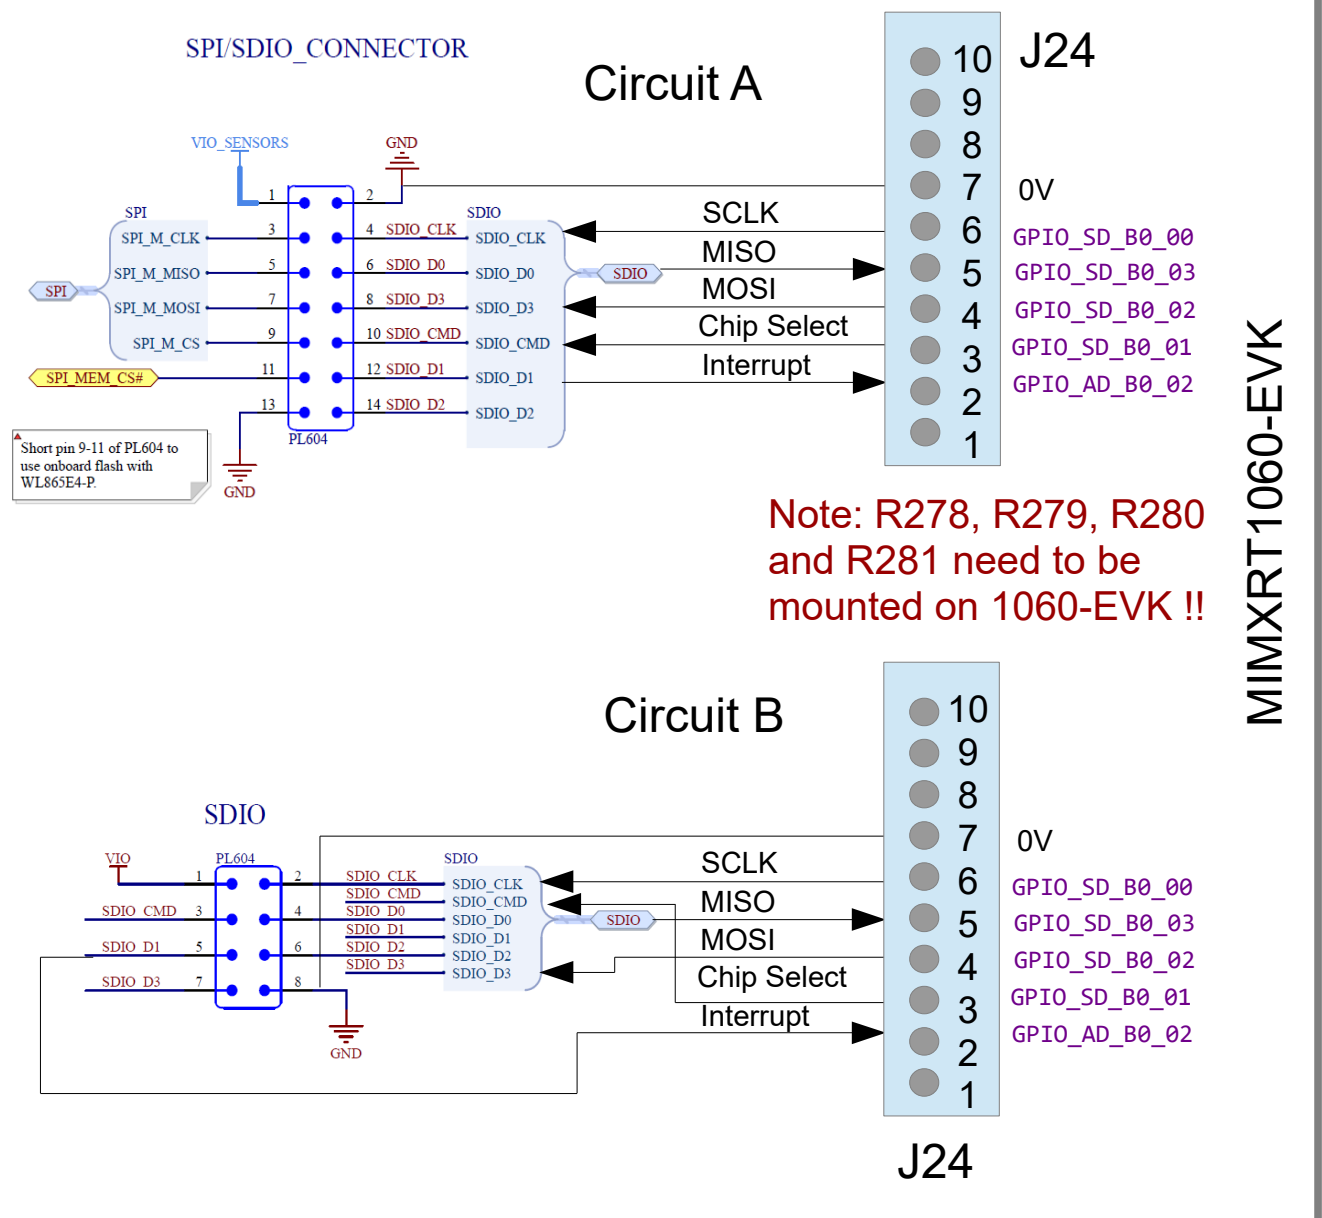 SPI/SDIO_CONNECTOR
Circuit A
J24
VIO_SENSORS
GND
1
2
SPI
SDIO
SPI_M_CLK
3
4
SDIO_CLK
SDIO_CLK
SPI_M_MISO
5
6
SDIO_D0
SDIO_D0
SPI
SDIO
SPI_M_MOSI
7
8
SDIO_D3
SDIO_D3
SPI_M_CS
9
10
SDIO_CMD
SDIO_CMD
SPI_MEM_CS#
11
12
SDIO_D1
SDIO_D1
13
14
SDIO_D2
SDIO_D2
PL604
GND
Short pin 9-11 of PL604 to
use onboard flash with
WL865E4-P.
SCLK
MISO
MOSI
Chip Select
Interrupt
10
9
8
7
6
5
4
3
2
1
0V
GPIO_SD_B0_00
GPIO_SD_B0_03
GPIO_SD_B0_02
GPIO_SD_B0_01
GPIO_AD_B0_02
MIMXRT1060-EVK
Note: R278, R279, R280
and R281 need to be
mounted on 1060-EVK !!
Circuit B
SDIO
VIO
PL604
SDIO
1
2
SDIO_CLK
SDIO_CLK
SDIO_CMD
SDIO_CMD
SDIO_CMD
3
4
SDIO_D0
SDIO_D0
SDIO
SDIO_D1
SDIO_D1
SDIO_D1
5
6
SDIO_D2
SDIO_D2
SDIO_D3
SDIO_D3
SDIO_D3
7
8
GND
SCLK
MISO
MOSI
Chip Select
Interrupt
10
9
8
7
6
5
4
3
2
1
0V
GPIO_SD_B0_00
GPIO_SD_B0_03
GPIO_SD_B0_02
GPIO_SD_B0_01
GPIO_AD_B0_02
J24